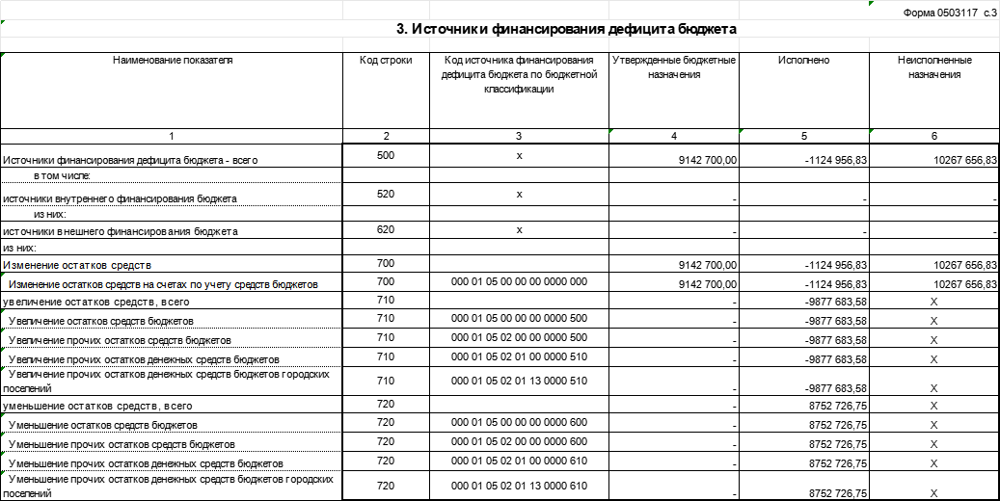 Форма 0503117 с.3
3. Источники финансирования дефицита бюджета
Наименование показателя Код строки Код источника финансирования дефицита бюджета по бюджетной классификации Утвержденные бюджетные назначения Исполнено Неисполненные назначения
1 2 3 4 5 6
Источники финансирования дефицита бюджета - всего 500 x 9142 700,00 -1124 956,83 10267 656,83
в том числе:
источники внутреннего финансирования бюджета 520 x - - -
из них:
источники внешнего финансирования бюджета 620 x - - -
из них:
Изменение остатков средств 700 9142 700,00 -1124 956,83 10267 656,83
Изменение остатков средств на счетах по учету средств бюджетов 700 000 01 05 00 00 00 0000 000 9142 700,00 -1124 956,83 10267 656,83
увеличение остатков средств, всего 710 - -9877 683,58 X
Увеличение остатков средств бюджетов 710 000 01 05 00 00 00 0000 500 - -9877 683,58 X
Увеличение прочих остатков средств бюджетов 710 000 01 05 02 00 00 0000 500 - -9877 683,58 X
Увеличение прочих остатков денежных средств бюджетов 710 000 01 05 02 01 00 0000 510 - -9877 683,58 X
Увеличение прочих остатков денежных средств бюджетов городских поселений 710 000 01 05 02 01 13 0000 510 - -9877 683,58 X
уменьшение остатков средств, всего 720 - 8752 726,75 X
Уменьшение остатков средств бюджетов 720 000 01 05 00 00 00 0000 600 - 8752 726,75 X
Уменьшение прочих остатков средств бюджетов 720 000 01 05 02 00 00 0000 600 - 8752 726,75 X
Уменьшение прочих остатков денежных средств бюджетов 720 000 01 05 02 01 00 0000 610 - 8752 726,75 X
Уменьшение прочих остатков денежных средств бюджетов городских поселений 720 000 01 05 02 01 13 0000 610 - 8752 726,75 X